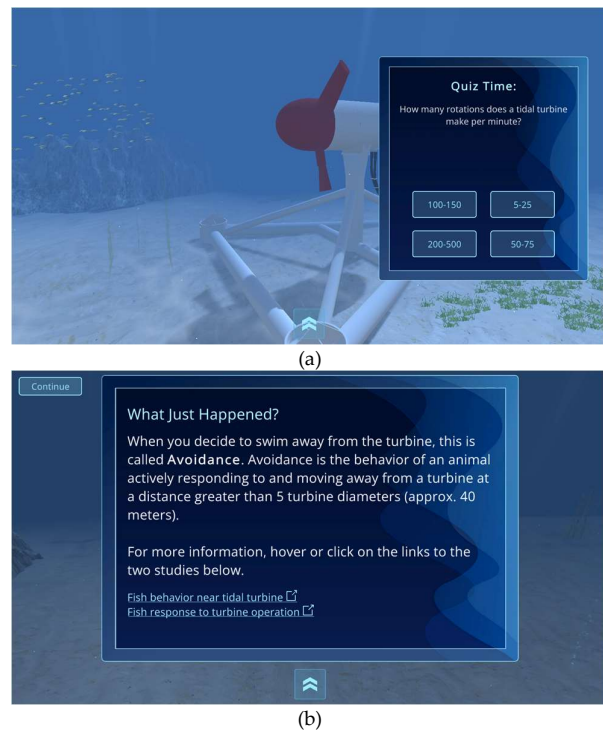 Quiz Time:
How many rotations does a tidal turbine
make per minute?
100-150
5-25
200-500
50-75
(a)
Continue
What Just Happened?
When you decide to swim away from the turbine, this is
called Avoidance. Avoidance is the behavior of an animal
actively responding to and moving away from a turbine at
a distance greater than 5 turbine diameters (approx. 40
meters).
For more information, hover or click on the links to the
two studies below.
Fish behavior near tidal turbine
Fish response to turbine operation
(b)